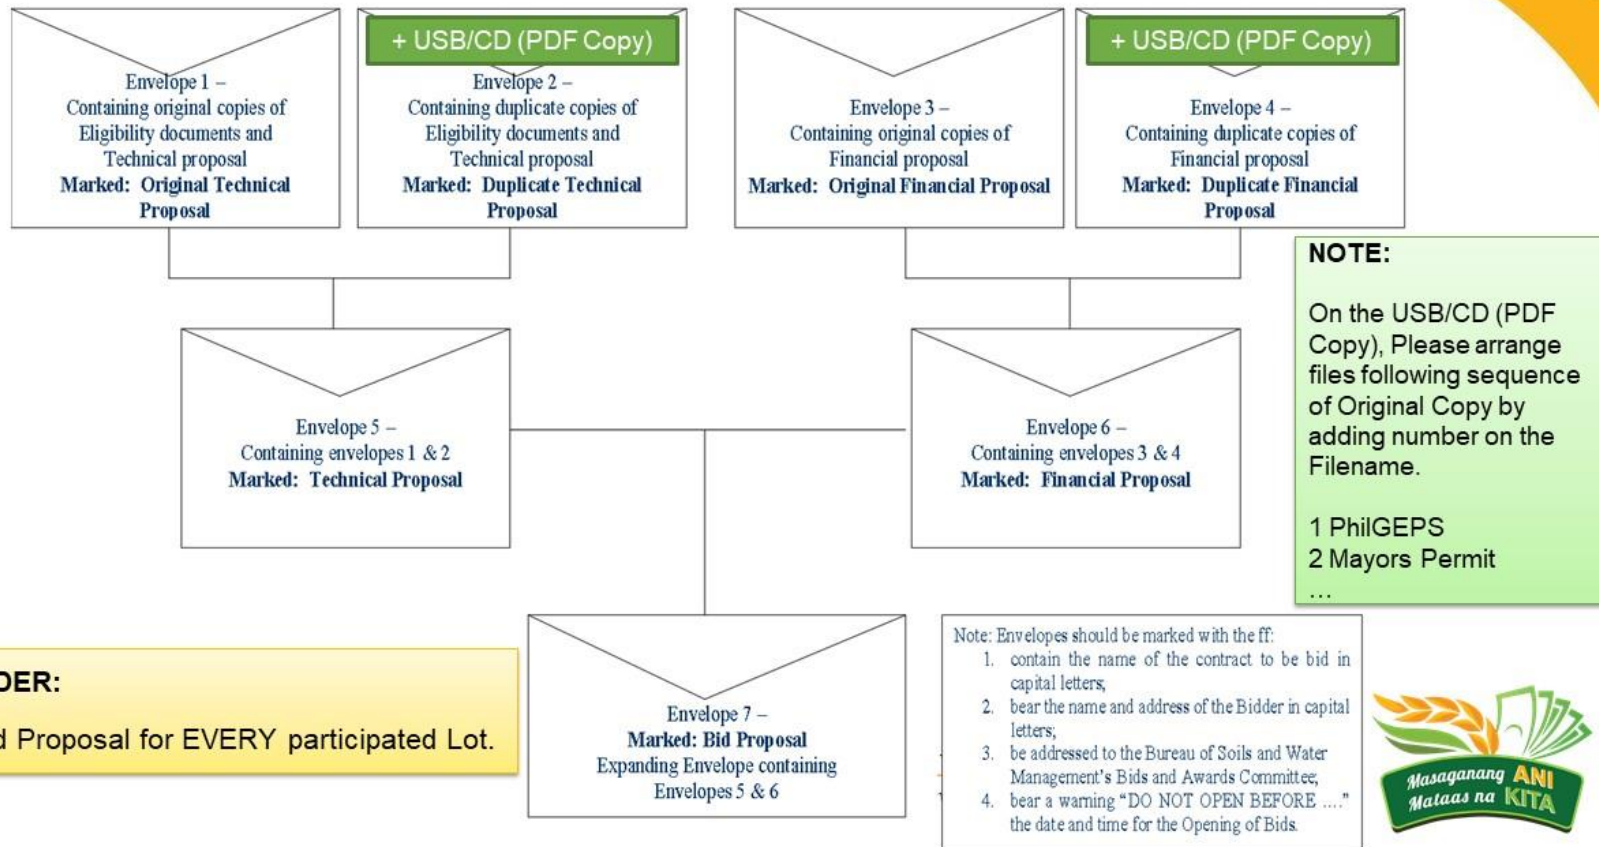 + USB/CD (PDF Copy)
+ USB/CD (PDF Copy)
Envelope 1 –
Containing original copies of
Eligibility documents and
Technical proposal
Marked: Original Technical
Proposal
Envelope 2 –
Containing duplicate copies of
Eligibility documents and
Technical proposal
Marked: Duplicate Technical
Proposal
Envelope 3 –
Containing original copies of
Financial proposal
Marked: Original Financial Proposal
Envelope 4 –
Containing duplicate copies of
Financial proposal
Marked: Duplicate Financial
Proposal
NOTE:
On the USB/CD (PDF
Copy), Please arrange
files following sequence
of Original Copy by
adding number on the
Filename.
1 PhilGEPS
2 Mayors Permit
...
Envelope 5 –
Containing envelopes 1 & 2
Marked: Technical Proposal
Envelope 6 –
Containing envelopes 3 & 4
Marked: Financial Proposal
DER:
d Proposal for EVERY participated Lot.
Envelope 7 –
Marked: Bid Proposal
Expanding Envelope containing
Envelopes 5 & 6
Note: Envelopes should be marked with the ff:
1. contain the name of the contract to be bid in
capital letters;
2. bear the name and address of the Bidder in capital
letters;
3. be addressed to the Bureau of Soils and Water
Management's Bids and Awards Committee;
4. bear a warning “DO NOT OPEN BEFORE ....”
the date and time for the Opening of Bids.
Masaganang ANI
Mataas na KITA